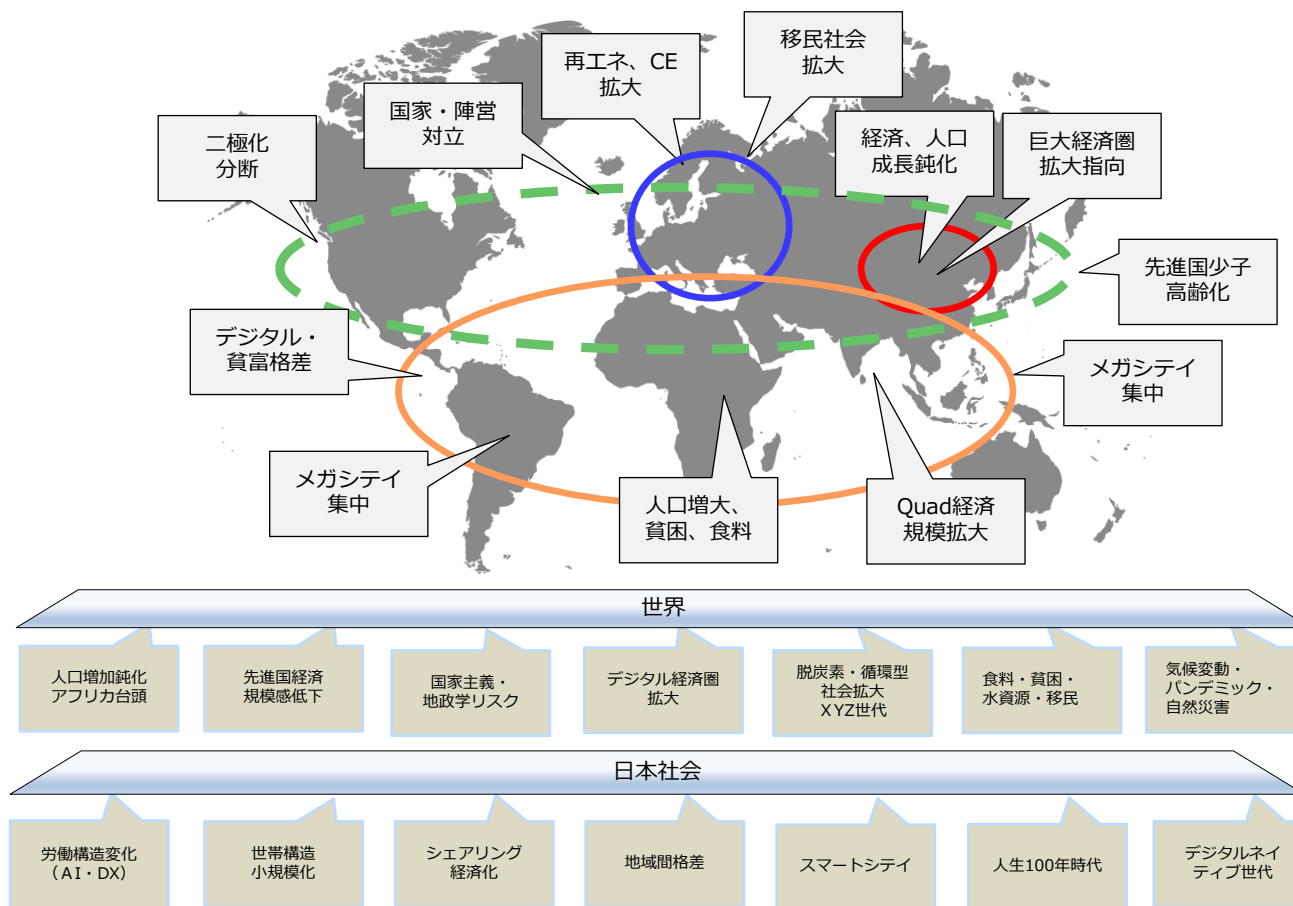 移民社会
拡大
再エネ、CE
拡大
国家・陣営
対立
二極化
分断
経済、人口
成長鈍化
巨大経済圏
拡大指向
先進国少子
高齢化
デジタル・
貧富格差
メガシテイ
集中
メガシテイ
集中
人口増大、
貧困、食料
Quad経済
規模拡大
世界
人口増加鈍化
アフリカ台頭
先進国経済
規模感低下
国家主義・
地政学リスク
デジタル経済圏
拡大
脱炭素・循環型
社会拡大
ＸYZ世代
食料・貧困・
水資源・移民
気候変動・
パンデミック・
自然災害
日本社会
労働構造変化
（AI・DX）
世帯構造
小規模化
シェアリング
経済化
地域間格差
スマートシテイ
人生100年時代
デジタルネイ
ティブ世代